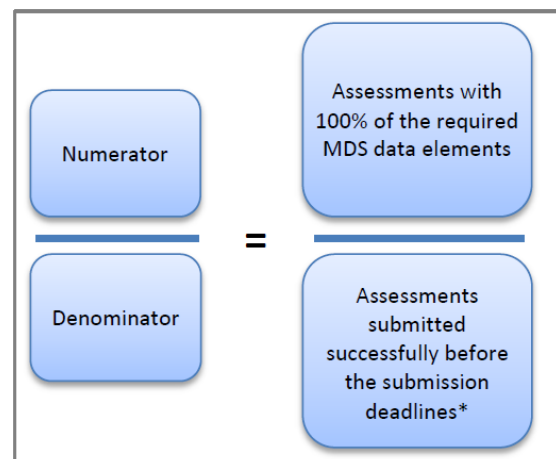 Numerator
Denominator
=
Assessments with
100% of the required
MDS data elements
Assessments
submitted
successfully before
the submission
deadlines*